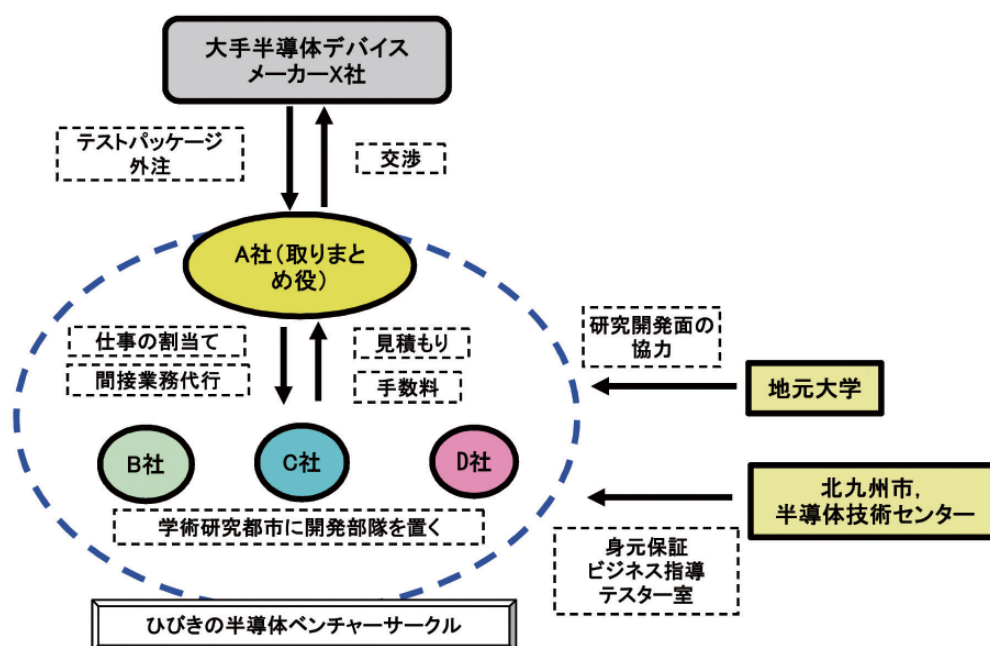 大手半導体デバイス
メーカーX社
テストパッケージ
外注
交渉
A社(取りまと
め役)
仕事の割当て
間接業務代行
見積もり
手数料
研究開発面の
協力
地元大学
B社
C社
D社
学術研究都市に開発部隊を置く
北九州市,
半導体技術センター
身元保証
ビジネス指導
テスター室
ひびきの半導体ベンチャーサークル